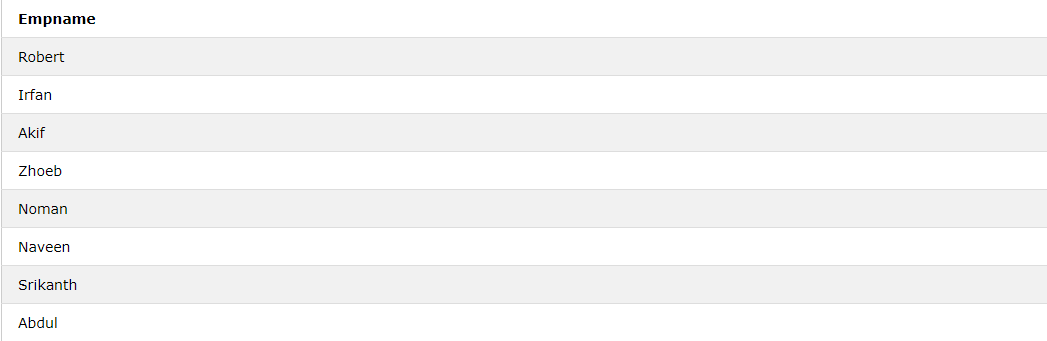 Empname
Robert
Irfan
Akif
Zhoeb
Noman
Naveen
Srikanth
Abdul